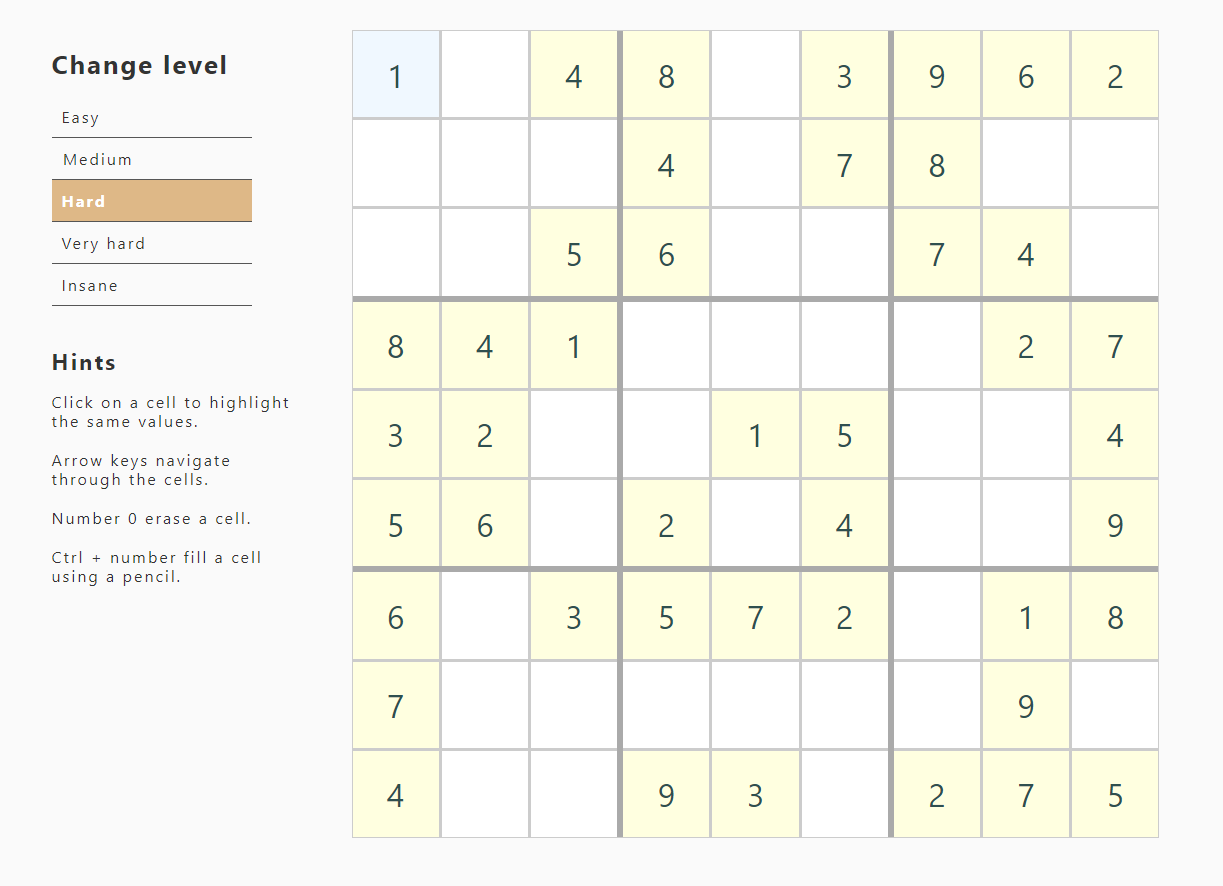 Change level
Easy
Medium
Hard
Very hard
Insane
Hints
Click on a cell to highlight
the same values.
Arrow keys navigate
through the cells.
Number 0 erase a cell.
Ctrl + number fill a cell
using a pencil.
1 4 8 3 9 6 2
4 7 8
5 6 7 4
8 4 1 2 7
3 2 1 5 4
5 6 2 4 9
6 3 5 7 2 1 8
7 9
4 9 3 2 7 5